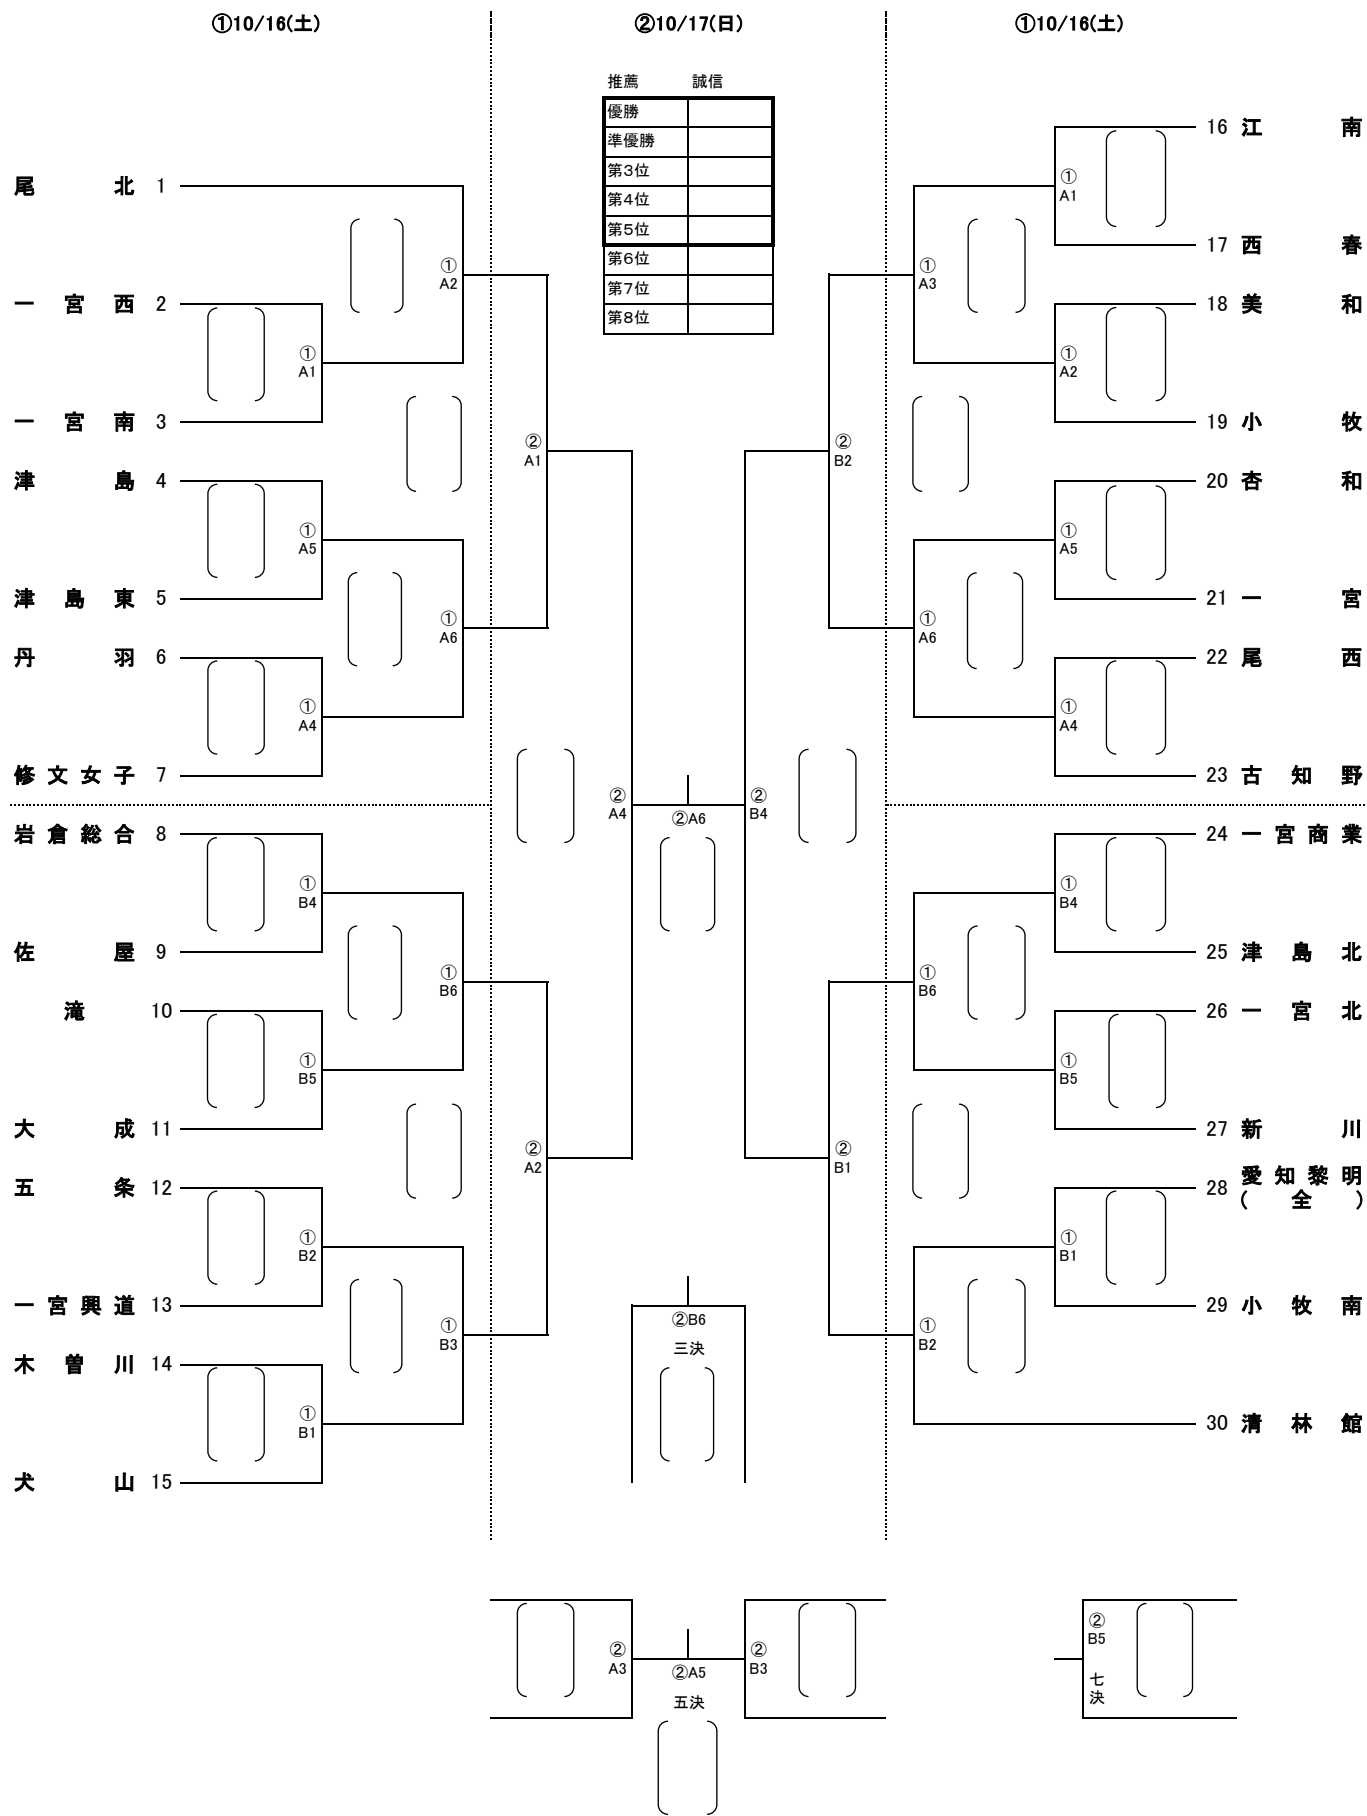 ①10/16(土)
②10/17(日)
①10/16(土)
推薦 誠信
優勝
準優勝
第3位
第4位
第5位
第6位
第7位
第8位
尾北 1
一宮西 2
一宮南 3
津島 4
津島東 5
丹羽 6
修文女子 7
岩倉総合 8
佐屋 9
滝 10
大成 11
五条 12
一宮興道 13
木曽川 14
犬山 15
①
A2
①
A1
①
A5
①
A6
①
A4
①
B4
①
B6
①
B5
①
B2
①
B3
①
B1
②
A1
②
A4
②
A2
②A6
②
B4
②
B2
②
B1
②B6
三決
①
A3
①
A6
①
B6
①
B2
①
A1
①
A2
①
A5
①
A4
①
B4
①
B5
①
B1
16 江南
17 西春
18 美和
19 小牧
20 杏和
21 一宮
22 尾西
23 古知野
24 一宮商業
25 津島北
26 一宮北
27 新川
28 愛知黎明
(全)
29 小牧南
30 清林館
②
A3
②A5
五決
②
B3
②
B5
七
決